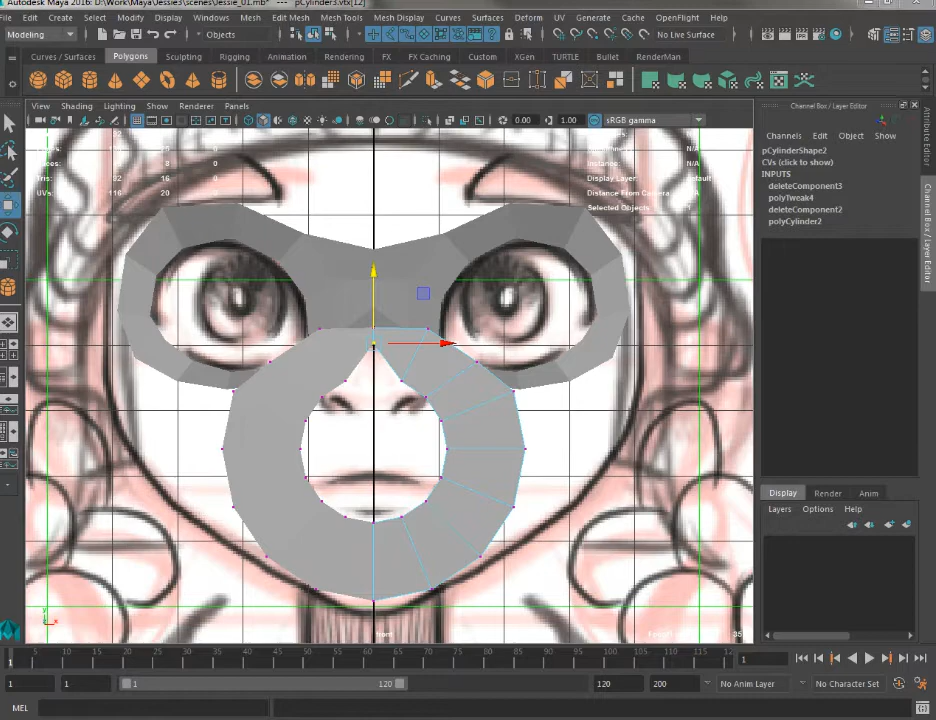 Autodesk Maya 2016: D:\Work\Maya\Jessie3\scenes\Jessie_01.mb* - pCylinder3.vtx[12]
File Edit Create Select Modify Display Windows Mesh Edit Mesh Mesh Tools Mesh Display Curves Surfaces Deform UV Generate Cache OpenFlight Help
Modeling Objects No Live Surface
Curves / Surfaces Polygons Sculpting Rigging Animation Rendering FX FX Caching Custom XGen TURTLE Bullet RenderMan
View Shading Lighting Show Renderer Panels
0.00 1.00 sRGB gamma
Channel Box / Layer Editor
Channels Edit Object Show
pCylinderShape2
CVs (click to show)
INPUTS
deleteComponent3
polyTweak4
deleteComponent2
polyCylinder2
Attribute Editor
Channel Box / Layer Editor
N/A
Instance: N/A
Tris: 92 16 0
Display Layer: default
UVs: 116 20 0
Distance From Camera: N/A
Selected Objects
front
Display Render Anim
Layers Options Help
5 10 15 20 25 30 35 40 45 50 55 60 65 70 75 80 85 90 95 100 105 110 115 12
1
1 1 1 120 120 200 No Anim Layer No Character Set
MEL